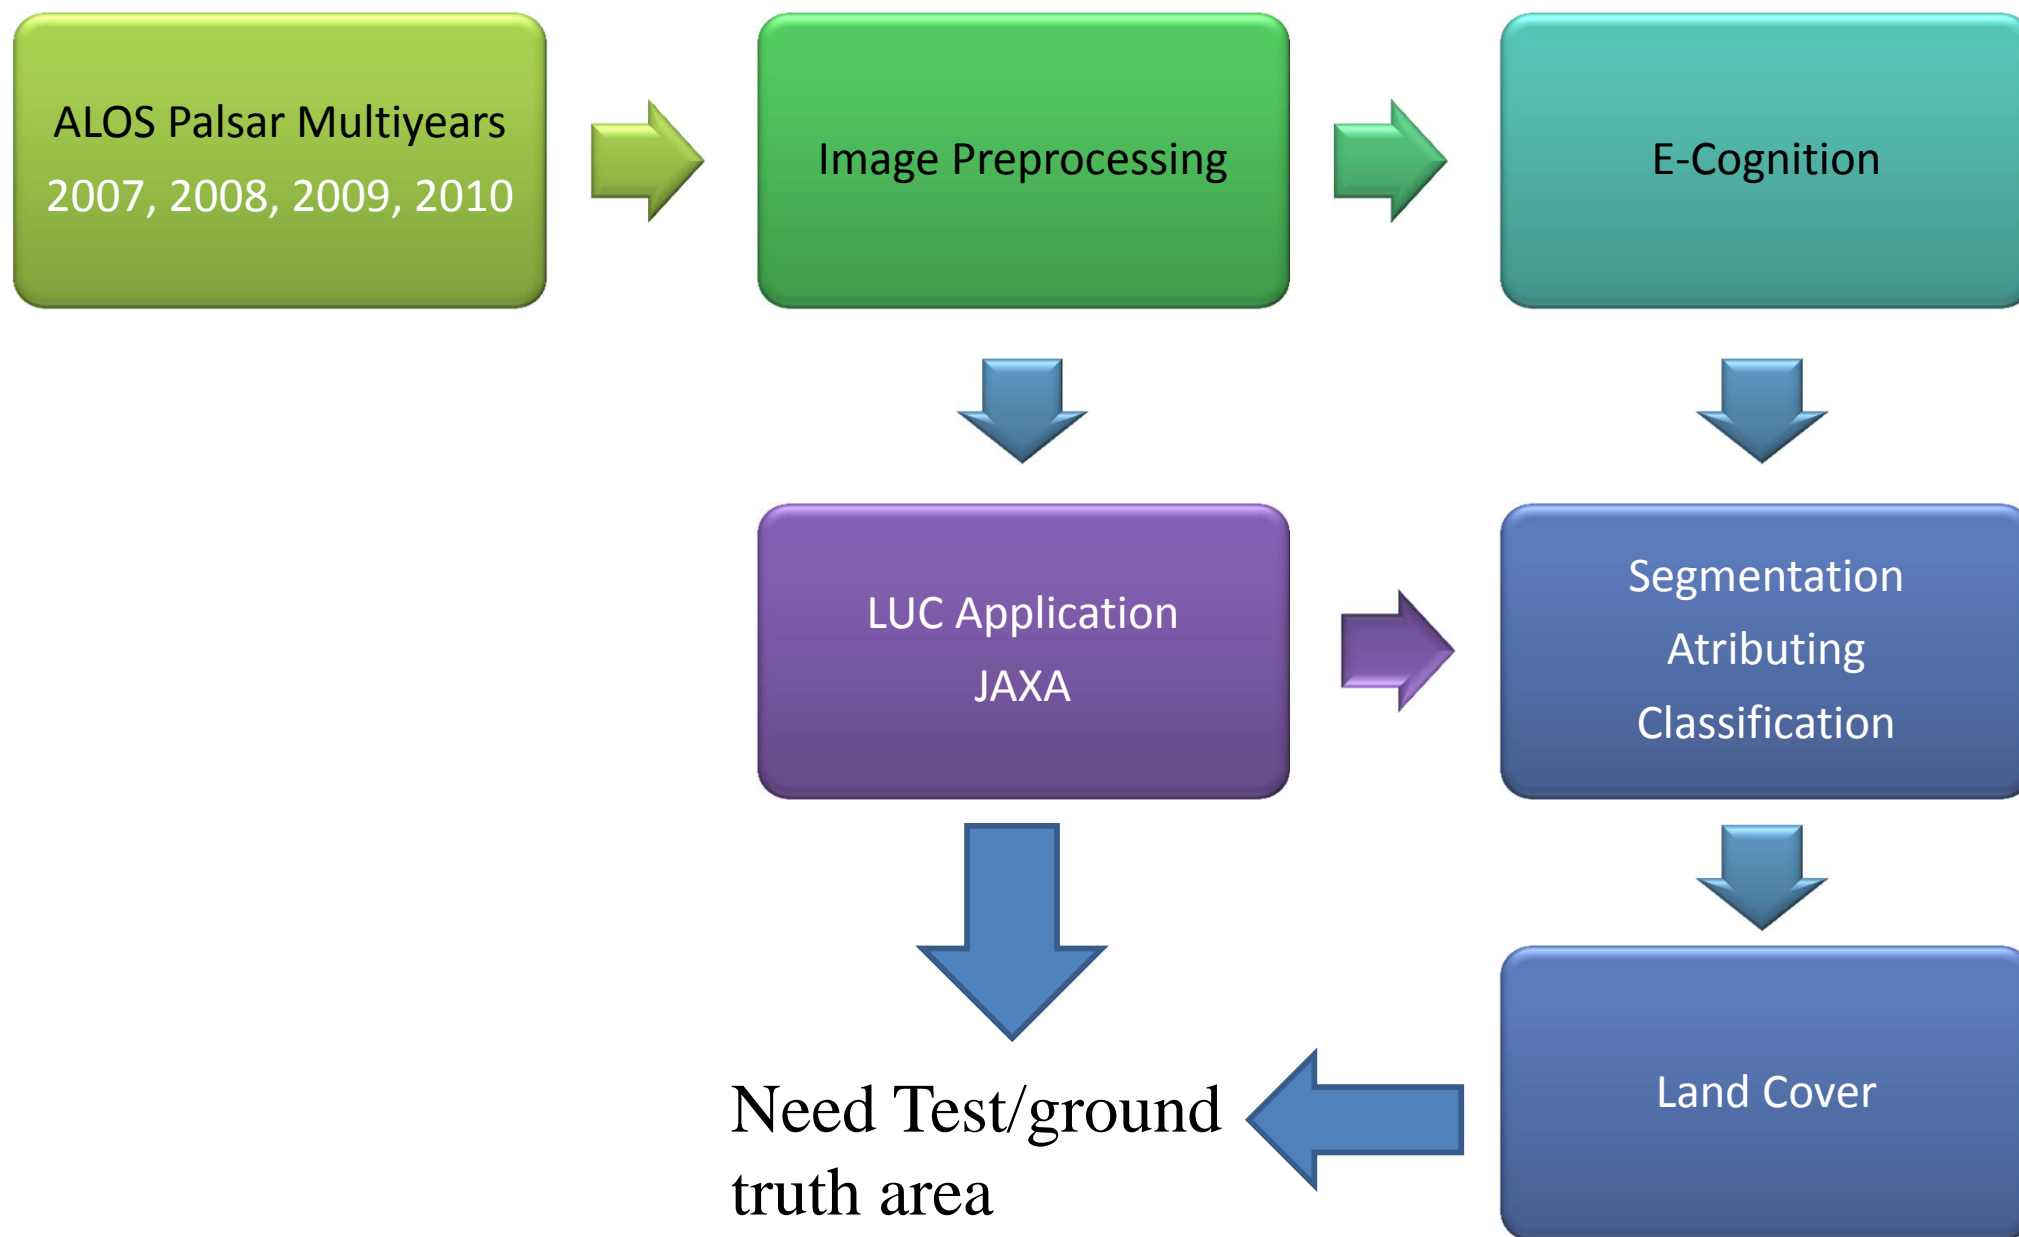 ALOS Palsar Multiyears
2007, 2008, 2009, 2010
Image Preprocessing
E-Cognition
LUC Application
JAXA
Segmentation
Atributing
Classification
Need Test/ground
truth area
Land Cover